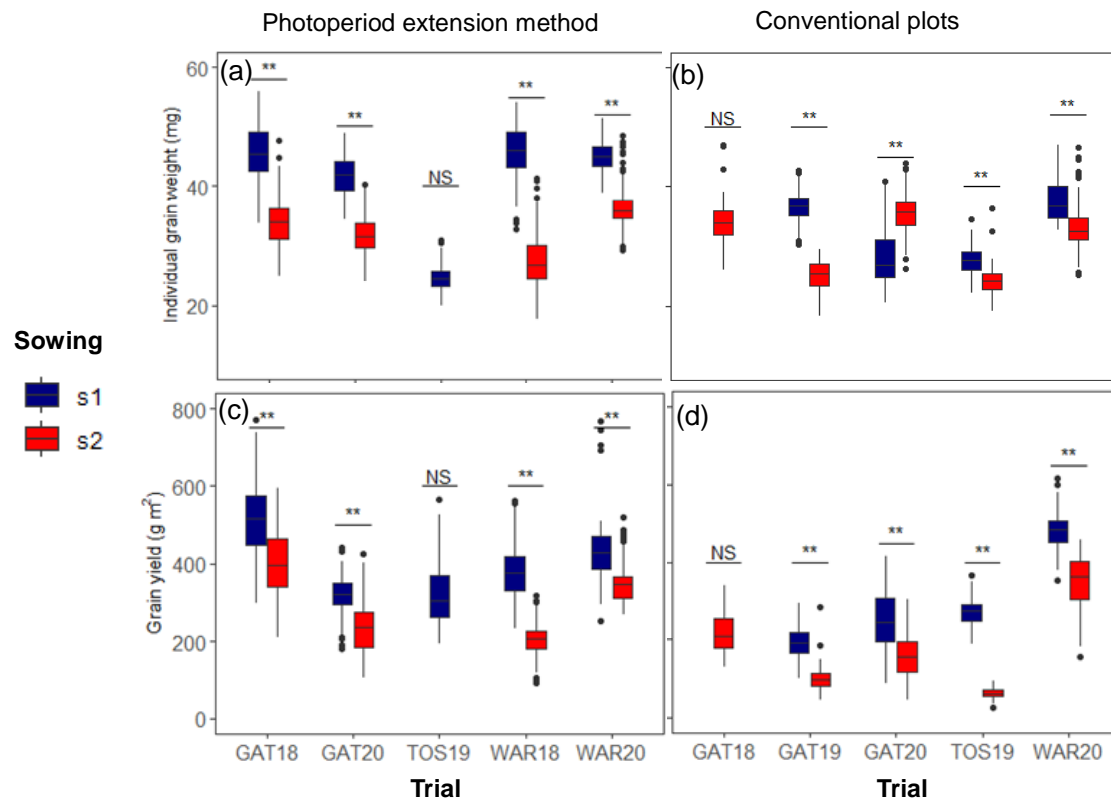 Photoperiod extension method
Conventional plots
(a)
(b)
Individual grain weight (mg)
60
40
20
**
**
NS
**
**
NS
**
**
**
**
Sowing
s1
s2
(c)
(d)
Grain yield (g m²)
800
600
400
200
0
**
**
NS
**
**
NS
**
**
**
**
GAT18 GAT20 TOS19 WAR18 WAR20
GAT18 GAT19 GAT20 TOS19 WAR20
Trial
Trial